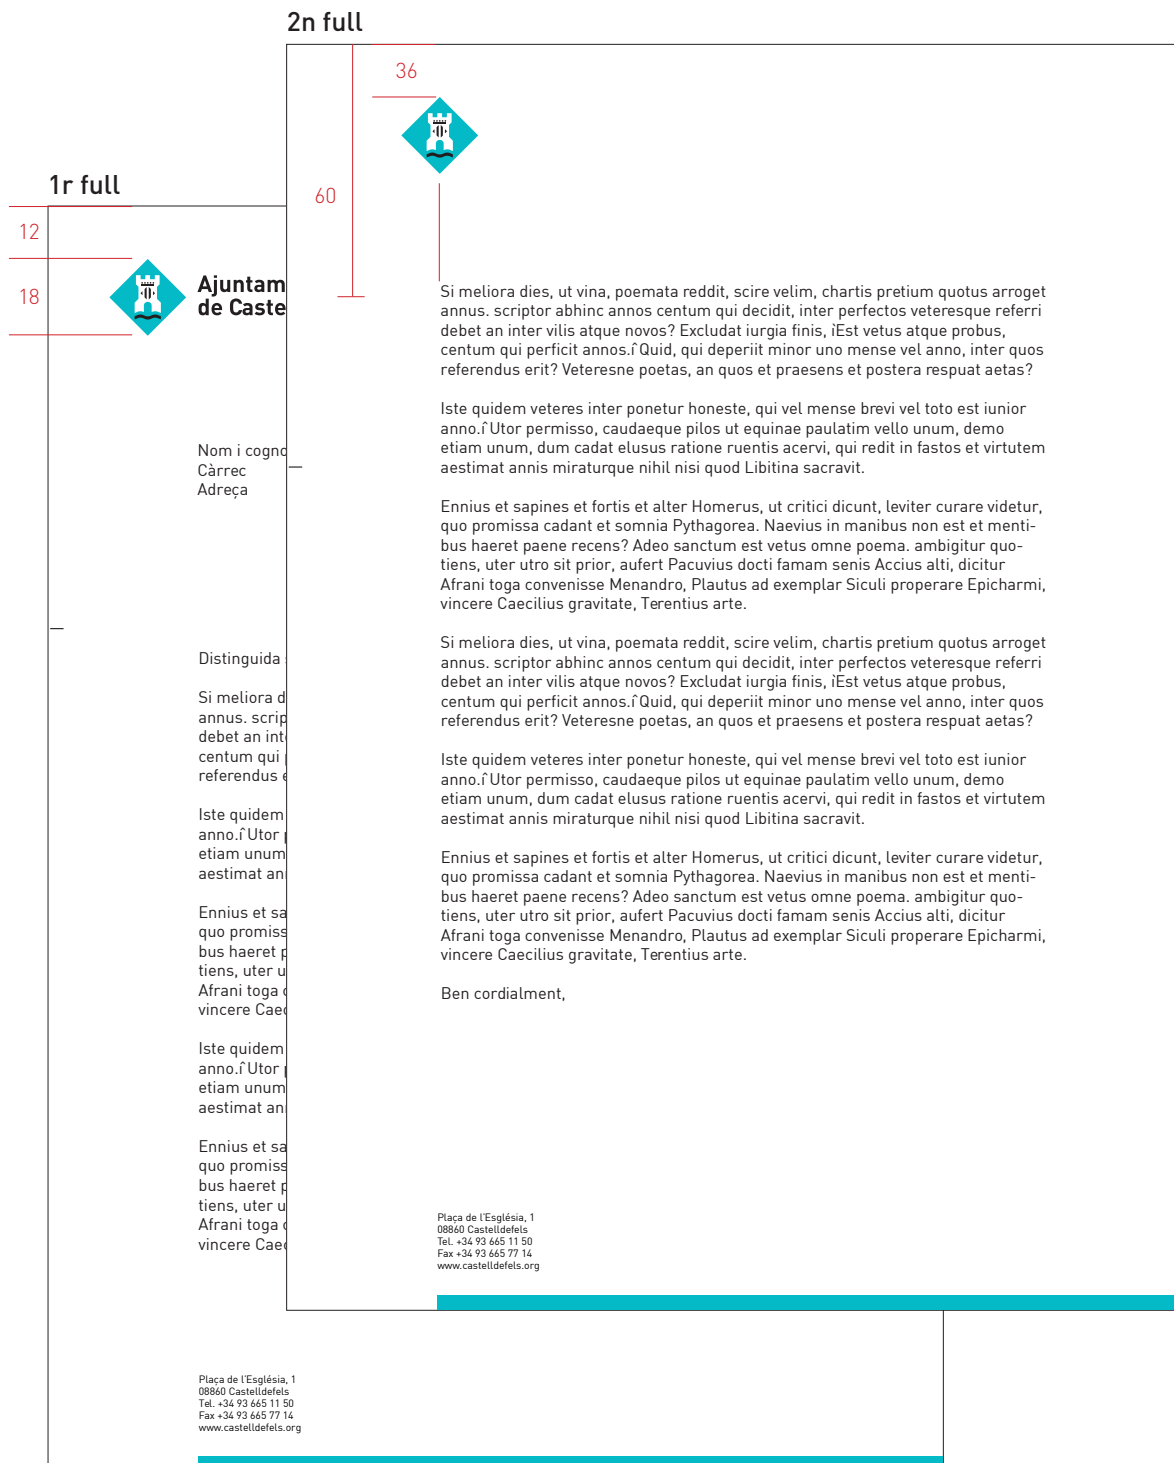 2n full
36
60
Si meliora dies, ut vina, poemata reddit, scire velim, chartis pretium quotus arroget
annus. scriptor abhinc annos centum qui decidit, inter perfectos veteresque referri
debet an inter vilis atque novos? Excludat iurgia finis, ìEst vetus atque probus,
centum qui perficit annos.î Quid, qui deperiit minor uno mense vel anno, inter quos
referendus erit? Veteresne poetas, an quos et praesens et postera respuat aetas?
Iste quidem veteres inter ponetur honeste, qui vel mense brevi vel toto est iunior
anno.î Utor permisso, caudaeque pilos ut equinae paulatim vello unum, demo
etiam unum, dum cadat elusus ratione ruentis acervi, qui redit in fastos et virtutem
aestimat annis miraturque nihil nisi quod Libitina sacravit.
Ennius et sapines et fortis et alter Homerus, ut critici dicunt, leviter curare videtur,
quo promissa cadant et somnia Pythagorea. Naevius in manibus non est et menti-
bus haeret paene recens? Adeo sanctum est vetus omne poema. ambigitur quo-
tiens, uter utro sit prior, aufert Pacuvius docti famam senis Accius alti, dicitur
Afrani toga convenisse Menandro, Plautus ad exemplar Siculi properare Epicharmi,
vincere Caecilius gravitate, Terentius arte.
Si meliora dies, ut vina, poemata reddit, scire velim, chartis pretium quotus arroget
annus. scriptor abhinc annos centum qui decidit, inter perfectos veteresque referri
debet an inter vilis atque novos? Excludat iurgia finis, ìEst vetus atque probus,
centum qui perficit annos.î Quid, qui deperiit minor uno mense vel anno, inter quos
referendus erit? Veteresne poetas, an quos et praesens et postera respuat aetas?
Iste quidem veteres inter ponetur honeste, qui vel mense brevi vel toto est iunior
anno.î Utor permisso, caudaeque pilos ut equinae paulatim vello unum, demo
etiam unum, dum cadat elusus ratione ruentis acervi, qui redit in fastos et virtutem
aestimat annis miraturque nihil nisi quod Libitina sacravit.
Ennius et sapines et fortis et alter Homerus, ut critici dicunt, leviter curare videtur,
quo promissa cadant et somnia Pythagorea. Naevius in manibus non est et menti-
bus haeret paene recens? Adeo sanctum est vetus omne poema. ambigitur quo-
tiens, uter utro sit prior, aufert Pacuvius docti famam senis Accius alti, dicitur
Afrani toga convenisse Menandro, Plautus ad exemplar Siculi properare Epicharmi,
vincere Caecilius gravitate, Terentius arte.
Ben cordialment,
Plaça de l'Església, 1
08860 Castelldefels
Tel. +34 93 665 11 50
Fax +34 93 665 77 14
www.castelldefels.org
1r full
12
18
Ajuntam
de Caste
Nom i cogno
Càrrec
Adreça
Distinguida
Si meliora d
annus. scrip
debet an int
centum qui
referendus e
Iste quidem
anno.î Utor
etiam unum
aestimat an
Ennius et sa
quo promiss
bus haeret p
tiens, uter u
Afrani toga c
vincere Caec
Iste quidem
anno.î Utor
etiam unum
aestimat an
Ennius et sa
quo promiss
bus haeret p
tiens, uter u
Afrani toga c
vincere Caec
Plaça de l'Església, 1
08860 Castelldefels
Tel. +34 93 665 11 50
Fax +34 93 665 77 14
www.castelldefels.org